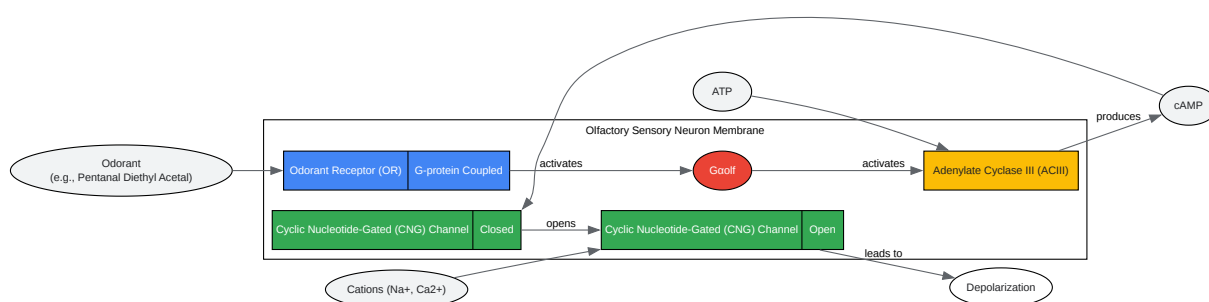 ATP
cAMP
produces
Olfactory Sensory Neuron Membrane
Odorant
(e.g., Pentanal Diethyl Acetal)
Odorant Receptor (OR)
G-protein Coupled
activates
Gαolf
activates
Adenylate Cyclase III (ACIII)
Cyclic Nucleotide-Gated (CNG) Channel
Closed
opens
Cyclic Nucleotide-Gated (CNG) Channel
Open
leads to
Cations (Na+, Ca2+)
Depolarization